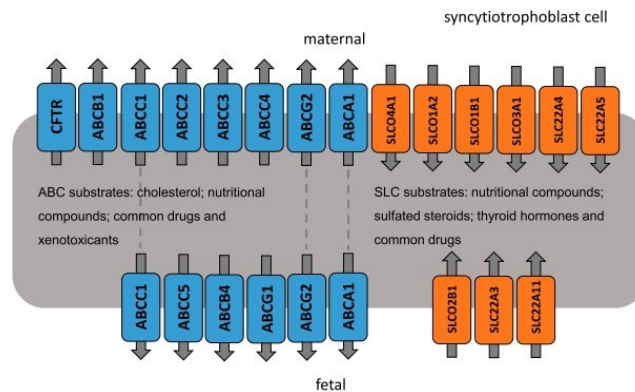 syncytiotrophoblast cell
maternal
CFTR
ABCB1
ABCC1
ABCC2
ABCC3
ABCC4
ABCG2
ABCA1
SLCO4A1
SLCO1A2
SLCO1B1
SLCO3A1
SLC22A4
SLC22A5
ABC substrates: cholesterol; nutritional
compounds; common drugs and
xenotoxicants
SLC substrates: nutritional compounds;
sulfated steroids; thyroid hormones and
common drugs
ABCC1
ABCC5
ABCB4
ABCG1
ABCG2
ABCA1
SLCO2B1
SLC22A3
SLC22A11
fetal